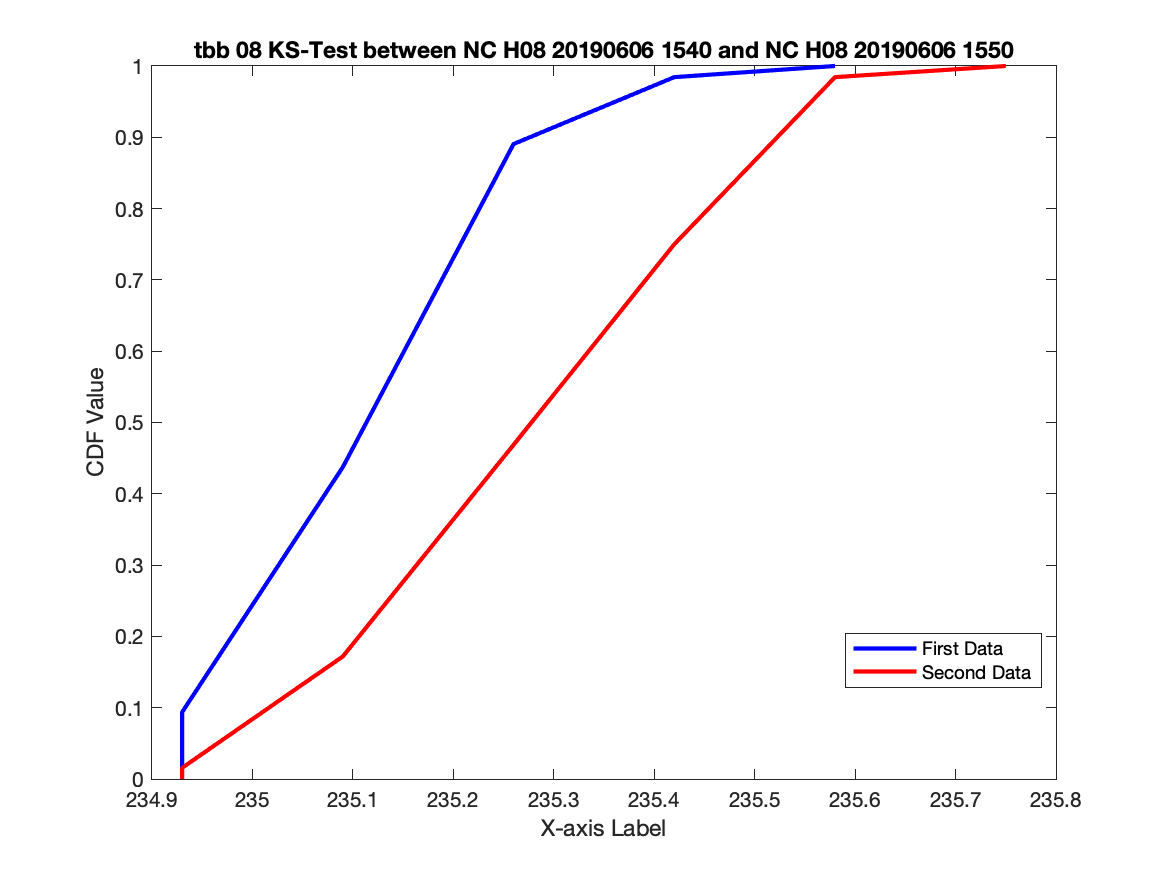 tbb 08 KS-Test between NC H08 20190606 1540 and NC H08 20190606 1550
1
0.9
0.8
0.7
0.6
0.5
0.4
0.3
0.2
0.1
0
CDF Value
First Data
Second Data
234.9 235 235.1 235.2 235.3 235.4 235.5 235.6 235.7 235.8
X-axis Label